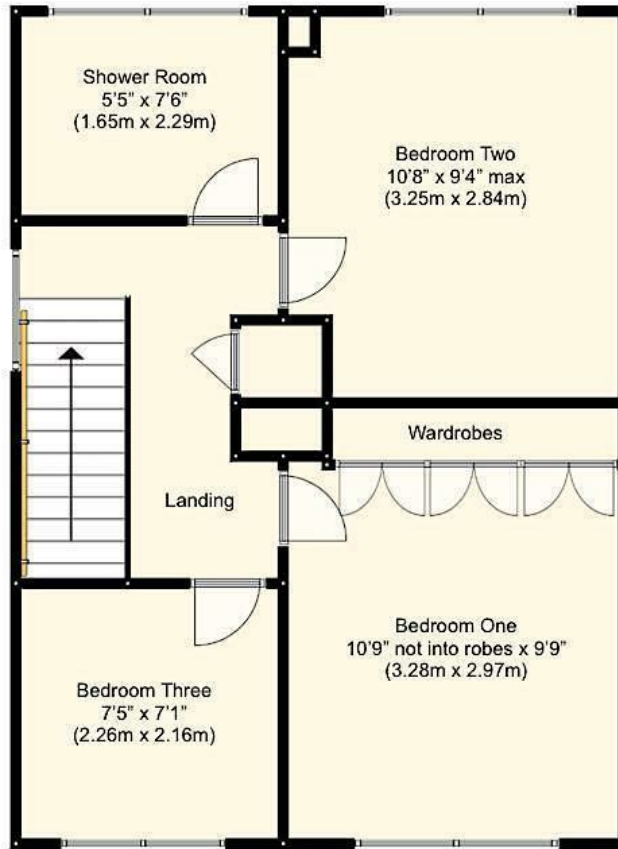 Shower Room
5'5” x 7'6”
(1.65m x 2.29m)
Bedroom Two
10'8” x 9'4” max
(3.25m x 2.84m)
Wardrobes
Landing
Bedroom One
10'9” not into robes x 9'9”
(3.28m x 2.97m)
Bedroom Three
7'5” x 7'1”
(2.26m x 2.16m)